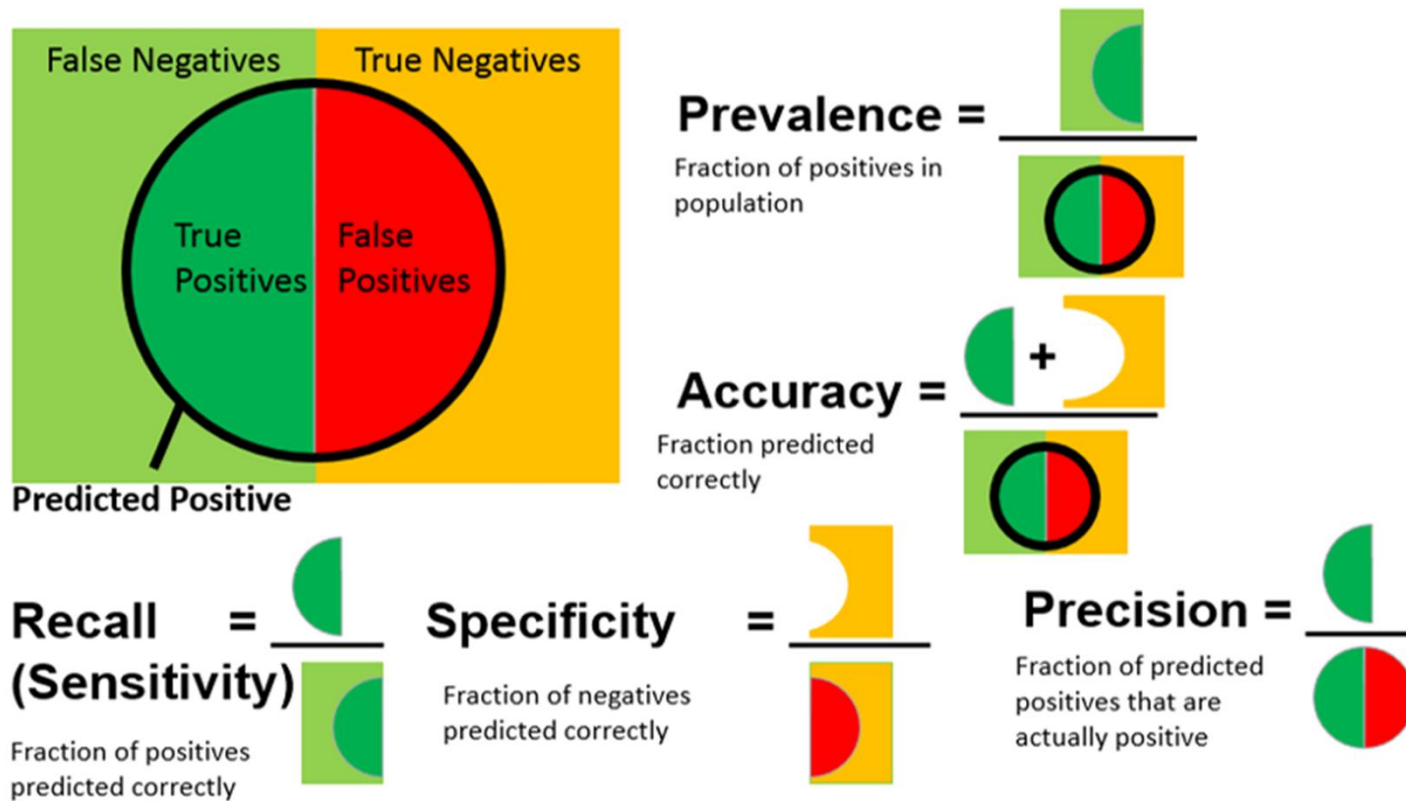 False Negatives
True Negatives
True
Positives
False
Positives
Predicted Positive
Prevalence =
Fraction of positives in
population
Accuracy =
+
Fraction predicted
correctly
Recall =
(Sensitivity)
Fraction of positives
predicted correctly
Specificity =
Fraction of negatives
predicted correctly
Precision =
Fraction of predicted
positives that are
actually positive